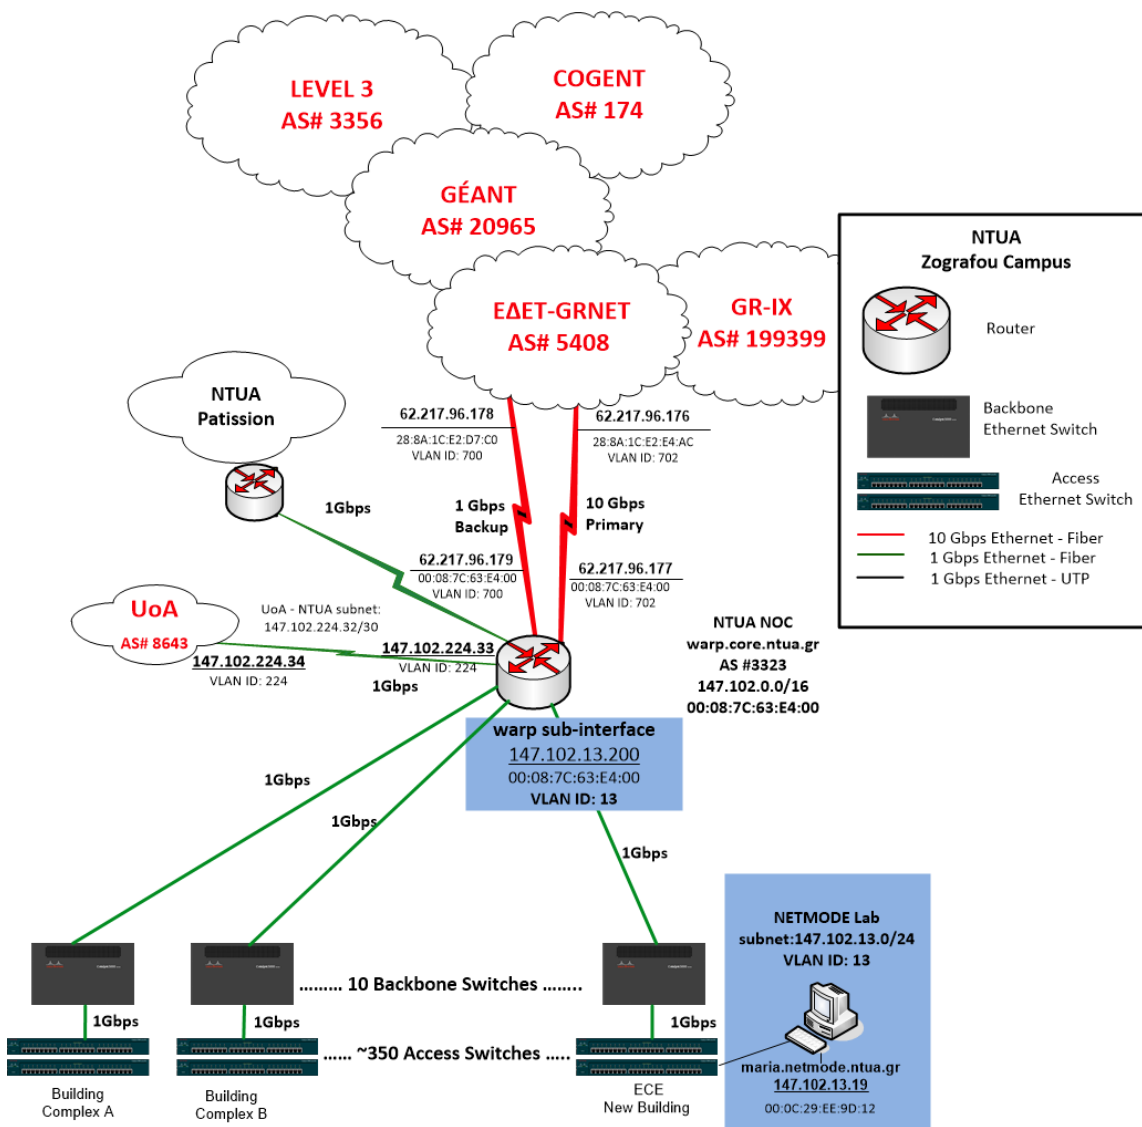 LEVEL 3
AS# 3356
COGENT
AS# 174
GÉANT
AS# 20965
ΕΔΕΤ-GRNET
AS# 5408
GR-IX
AS# 199399
NTUA
Zografou Campus
Router
Backbone
Ethernet Switch
Access
Ethernet Switch
10 Gbps Ethernet - Fiber
1 Gbps Ethernet - Fiber
1 Gbps Ethernet - UTP
NTUA
Patission
62.217.96.178
28:8A:1C:E2:D7:C0
VLAN ID: 700
62.217.96.176
28:8A:1C:E2:E4:AC
VLAN ID: 702
1Gbps
1 Gbps
Backup
10 Gbps
Primary
62.217.96.179
00:08:7C:63:E4:00
VLAN ID: 700
62.217.96.177
00:08:7C:63:E4:00
VLAN ID: 702
UoA
AS# 8643
UoA - NTUA subnet:
147.102.224.32/30
147.102.224.34
VLAN ID: 224
147.102.224.33
VLAN ID: 224
1Gbps
NTUA NOC
warp.core.ntua.gr
AS #3323
147.102.0.0/16
00:08:7C:63:E4:00
warp sub-interface
147.102.13.200
00:08:7C:63:E4:00
VLAN ID: 13
1Gbps
1Gbps
1Gbps
NETMODE Lab
subnet:147.102.13.0/24
VLAN ID: 13
......... 10 Backbone Switches ........
1Gbps
1Gbps
1Gbps
...... ~350 Access Switches .....
maria.netmode.ntua.gr
147.102.13.19
00:0C:29:EE:9D:12
Building
Complex A
Building
Complex B
ECE
New Building